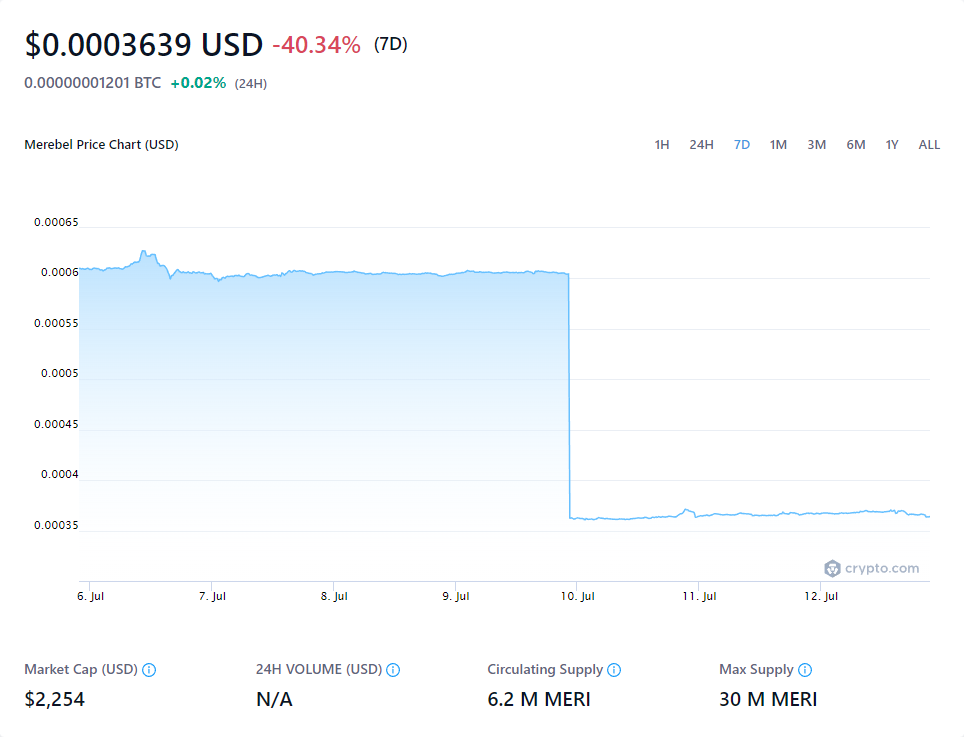 $0.0003639 USD -40.34% (7D)
0.00000001201 BTC +0.02% (24H)
Merebel Price Chart (USD) 1H 24H 7D 1M 3M 6M 1Y ALL
0.00065
0.0006
0.00055
0.0005
0.00045
0.0004
0.00035
crypto.com
6. Jul 7. Jul 8. Jul 9. Jul 10. Jul 11. Jul 12. Jul
Market Cap (USD) 24H VOLUME (USD) Circulating Supply Max Supply
$2,254 N/A 6.2 M MERI 30 M MERI